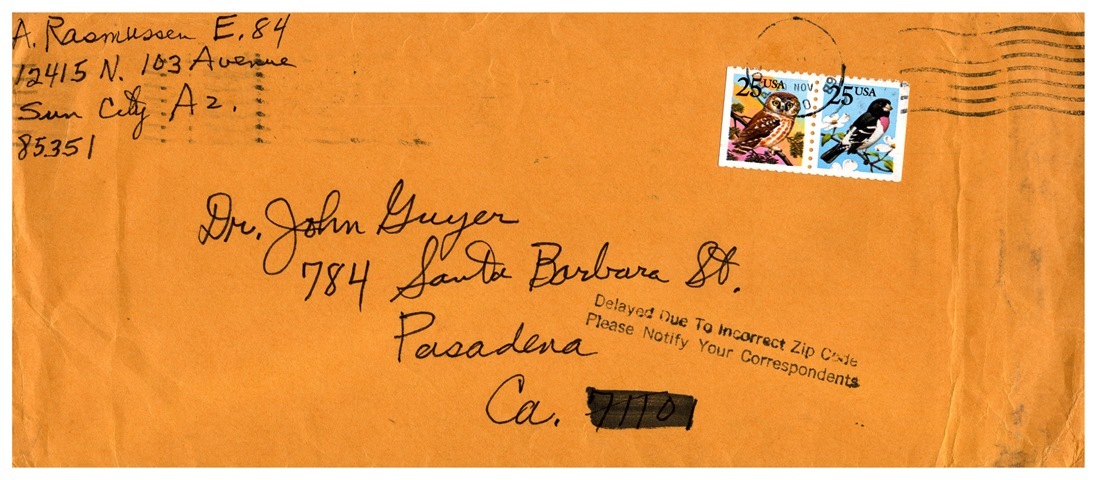 A. Rasmussen E. 84
12415 N. 103 Avenue
Sun City Az.
85351
25 USA
NOV
25 USA
Dr. John Guyer
784 Santa Barbara St.
Pasadena
Ca. 71101
Delayed Due To Incorrect Zip Code
Please Notify Your Correspondents